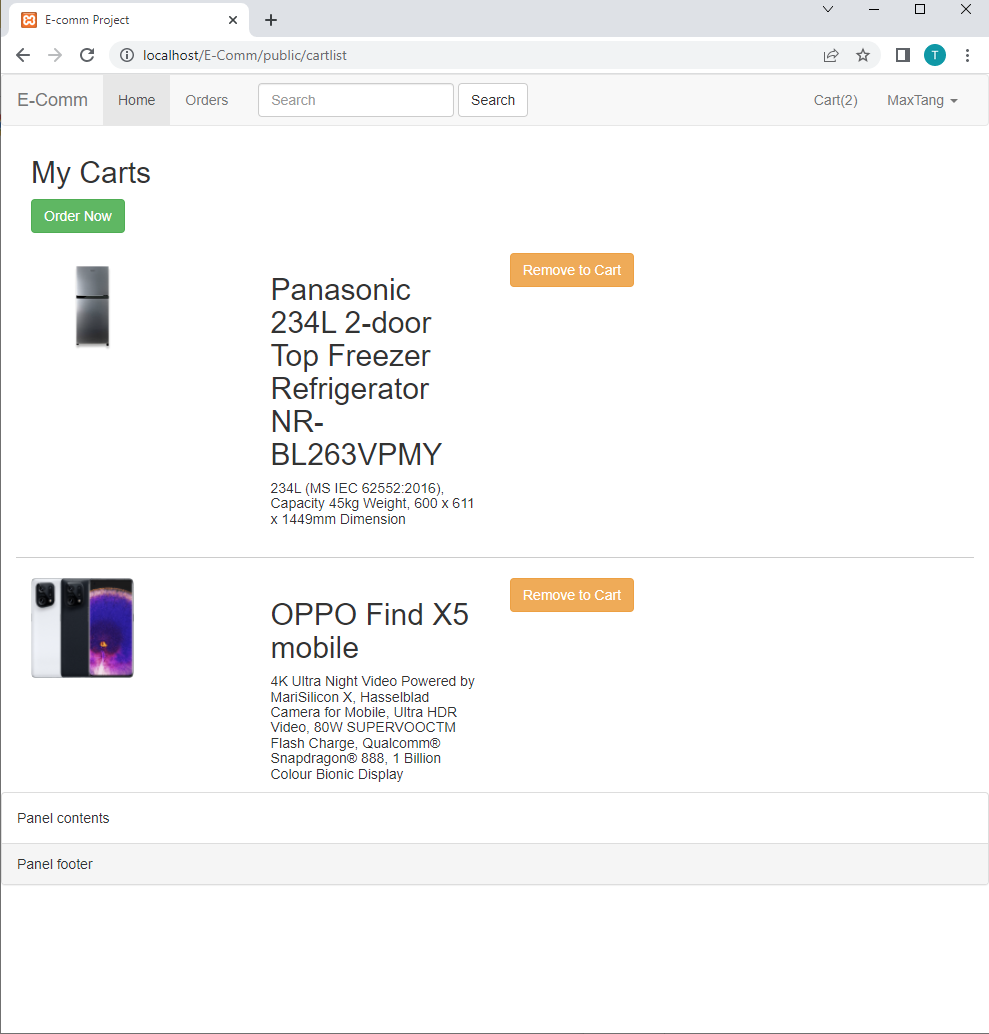 E-comm Project
localhost/E-Comm/public/cartlist
T
E-Comm Home Orders Search Search Cart(2) MaxTang
My Carts
Order Now
Panasonic
234L 2-door
Top Freezer
Refrigerator
NR-
BL263VPMY
234L (MS IEC 62552:2016),
Capacity 45kg Weight, 600 x 611
x 1449mm Dimension
Remove to Cart
OPPO Find X5
mobile
4K Ultra Night Video Powered by
MariSilicon X, Hasselblad
Camera for Mobile, Ultra HDR
Video, 80W SUPERVOOCTM
Flash Charge, Qualcomm®
Snapdragon® 888, 1 Billion
Colour Bionic Display
Remove to Cart
Panel contents
Panel footer